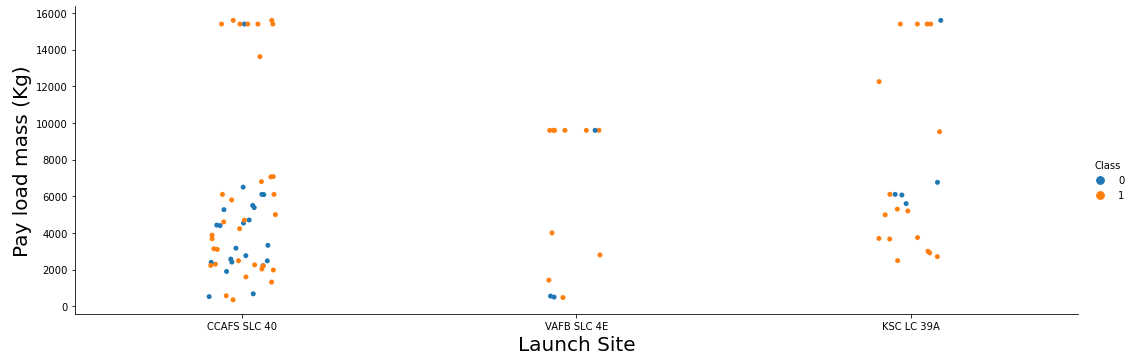 16000
14000
12000
10000
8000
6000
4000
2000
0
Pay load mass (Kg)
CCAFS SLC 40
VAFB SLC 4E
KSC LC 39A
Launch Site
Class
0
1